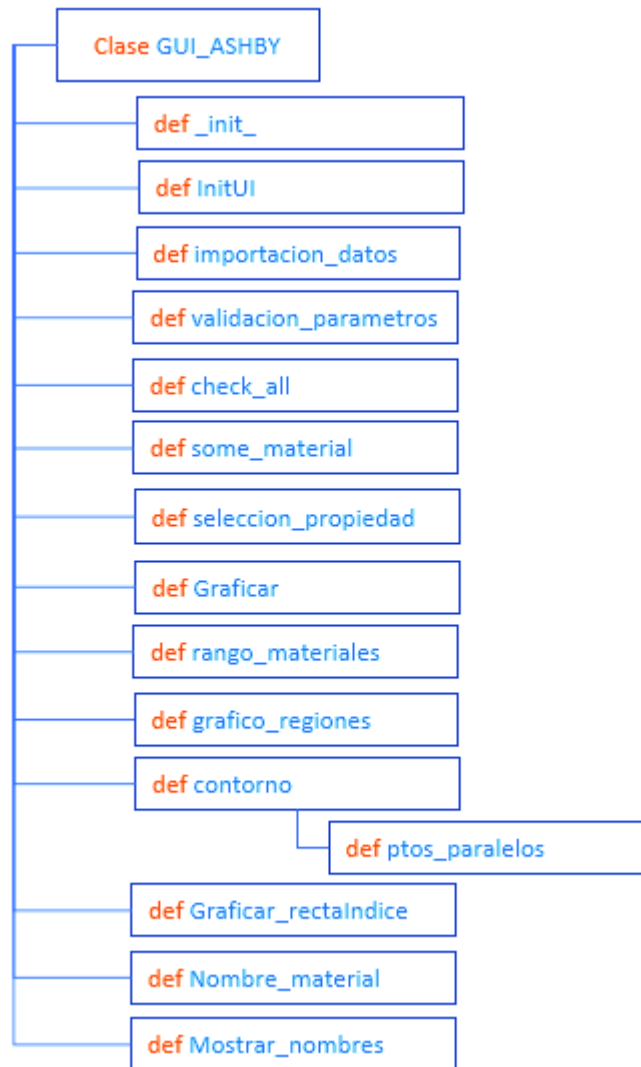 Clase GUI_ASHBY
def _init_
def InitUI
def importacion_datos
def validacion_parametros
def check_all
def some_material
def seleccion_propiedad
def Graficar
def rango_materiales
def grafico_regiones
def contorno
def ptos_paralelos
def Graficar_rectaIndice
def Nombre_material
def Mostrar_nombres